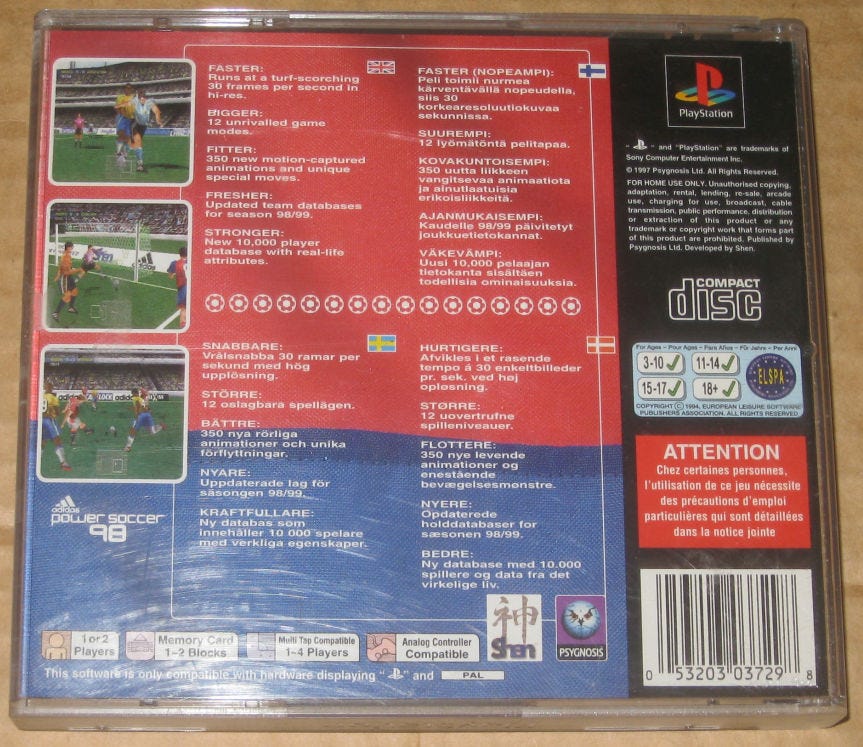 FASTER:
Runs at a turf-scorching
30 frames per second in
hi-res.
BIGGER:
12 unrivalled game
modes.
FITTER:
350 new motion-captured
animations and unique
special moves.
FRESHER:
Updated team databases
for season 98/99.
STRONGER:
New 10,000 player
database with real-life
attributes.
FASTER (NOPEAMPI):
Peli toimii nurmea
kärventävällä nopeudella,
siis 30
korkearesoluutiokuvaa
sekunnissa.
SUUREMPI:
12 lyömätöntä pelitapaa.
KOVAKUNTOISEMPI:
350 uutta liikkeen
vangitsevaa animaatiota
ja ainutlaatuisia
erikoisliikkeitä.
AJANMUKAISEMPI:
Kaudelle 98/99 päivitetyt
joukkuetietokannat.
VÄKEVÄMPI:
Uusi 10,000 pelaajan
tietokanta sisältäen
todellisia ominaisuuksia.
SNABBARE:
Vrålsnabba 30 ramar per
sekund med hög
upplösning.
STÖRRE:
12 oslagbara spellägen.
BÄTTRE:
350 nya rörliga
animationer och unika
förflyttningar.
NYARE:
Uppdaterade lag för
säsongen 98/99.
KRAFTFULLARE:
Ny databas som
innehåller 10 000 spelare
med verkliga egenskaper.
HURTIGERE:
Afvikles i et rasende
tempo á 30 enkeltbilleder
pr. sek. ved høj
opløsning.
STØRRE:
12 uovertrufne
spilleniveauer.
FLOTTERE:
350 nye levende
animationer og
enestående
bevægelsesmønstre.
NYERE:
Opdaterede
holddatabaser for
sæsonen 98/99.
BEDRE:
Ny database med 10.000
spillere og data fra det
virkelige liv.
adidas
power soccer
98
1 or 2
Players
Memory Card
1–2 Blocks
Multi Tap Compatible
1–4 Players
Analog Controller
Compatible
神
Shen
PSYGNOSIS
This software is only compatible with hardware displaying " " and PAL
PlayStation
" " and "PlayStation" are trademarks of
Sony Computer Entertainment Inc.
© 1997 Psygnosis Ltd. All Rights Reserved.
FOR HOME USE ONLY. Unauthorised copying,
adaptation, rental, lending, re-sale, arcade
use, charging for use, broadcast, cable
transmission, public performance, distribution
or extraction of this product or any
trademark or copyright work that forms part
of this product are prohibited. Published by
Psygnosis Ltd. Developed by Shen.
COMPACT
disc
For Ages - Pour Ages - Para Años - Für Jahre - Per Anni
3-10
11-14
15-17
18+
ELSPA
COPYRIGHT © 1994, EUROPEAN LEISURE SOFTWARE
PUBLISHERS ASSOCIATION. ALL RIGHTS RESERVED
ATTENTION
Chez certaines personnes,
l'utilisation de ce jeu nécessite
des précautions d'emploi
particulières qui sont détaillées
dans la notice jointe
0 53203 03729 8